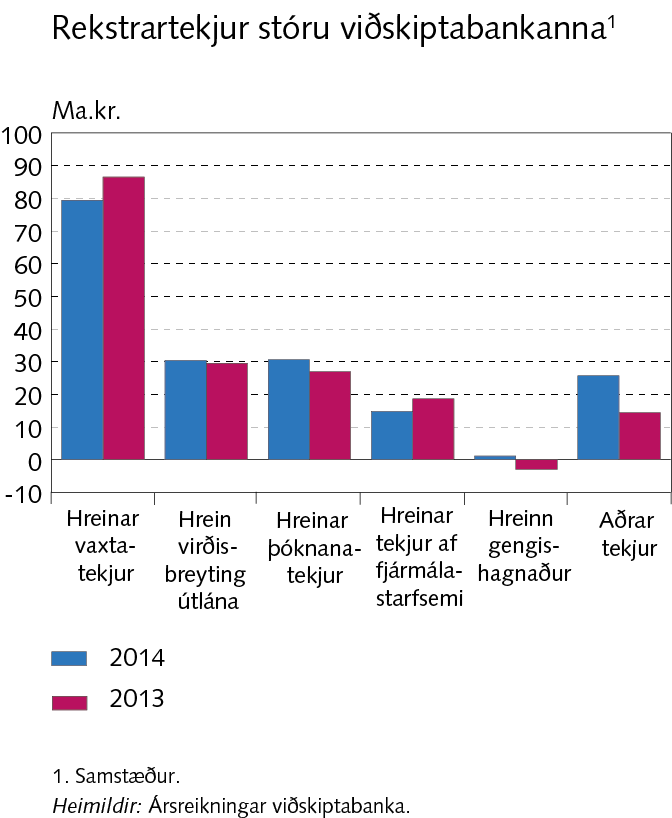 Rekstrartekjur stóru viðskiptabankanna¹
Ma.kr.
100
90
80
70
60
50
40
30
20
10
0
-10
Hreinar
vaxta-
tekjur
Hrein
virðis-
breyting
útlána
Hreinar
þóknana-
tekjur
Hreinar
tekjur af
fjármála-
starfsemi
Hreinn
gengis-
hagnaður
Aðrar
tekjur
2014
2013
1. Samstæður.
Heimildir: Ársreikningar viðskiptabanka.